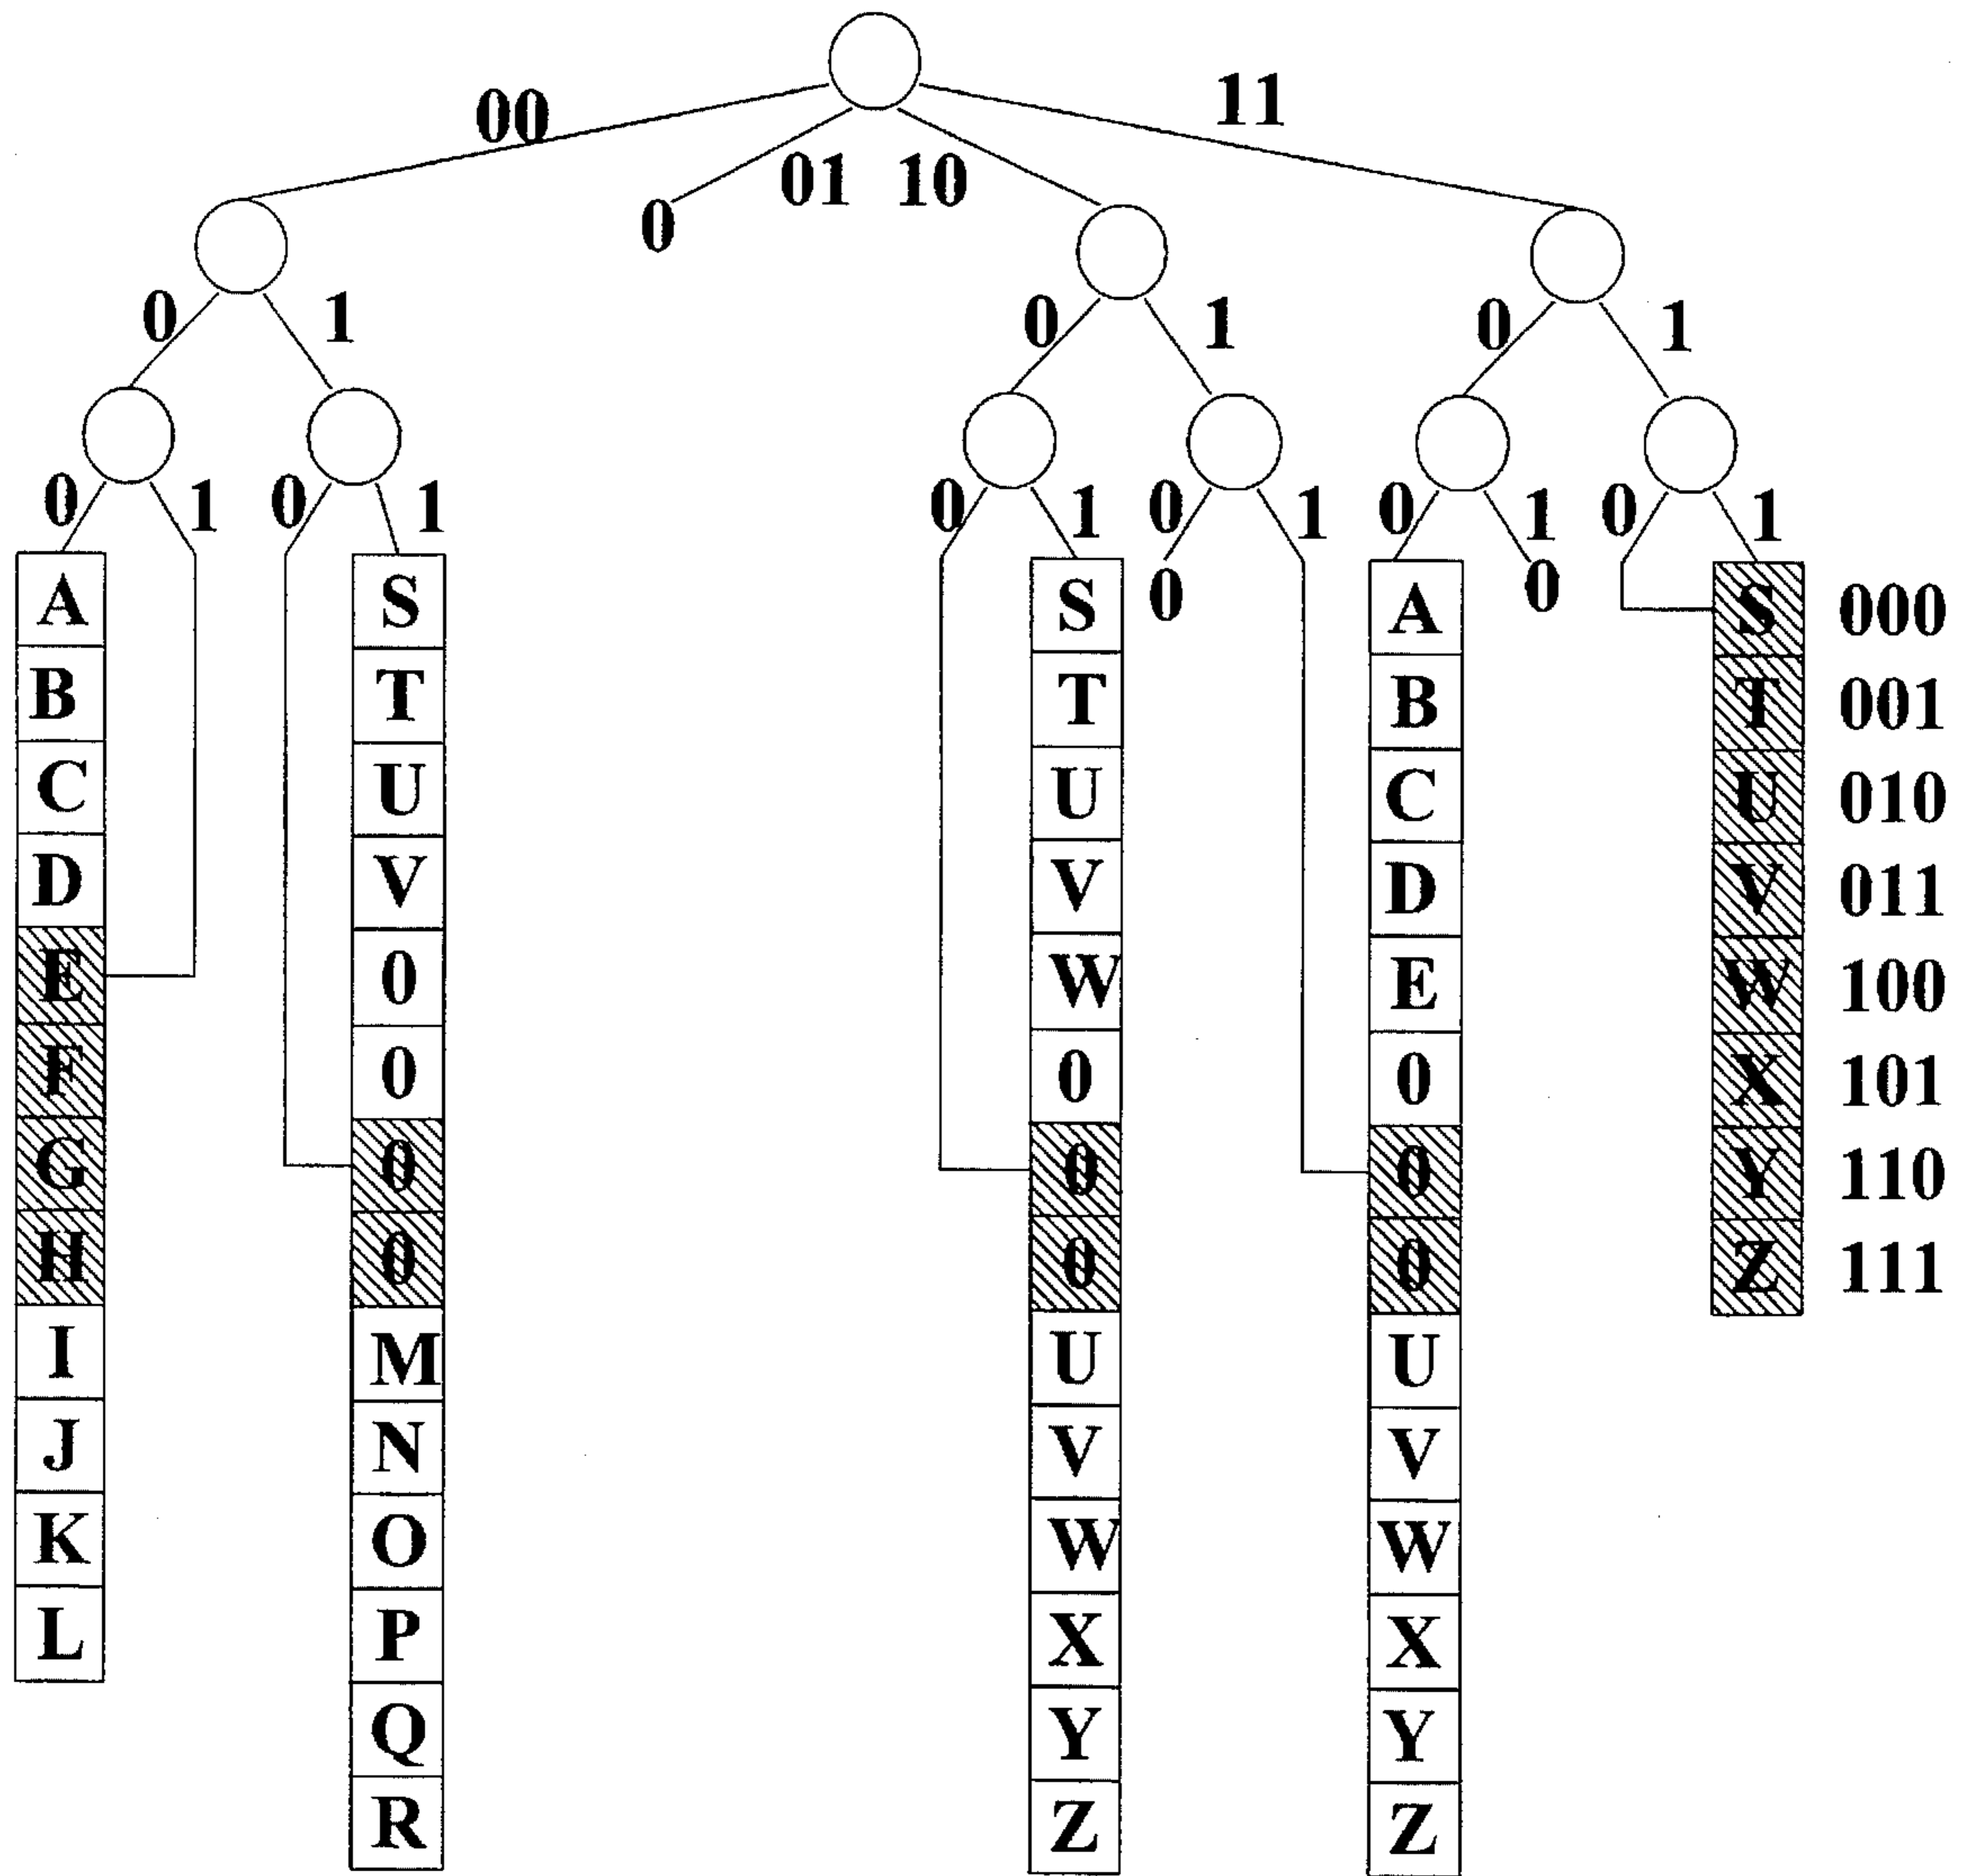 00 11
01 10
0
0 1 0 1 0 1
0 1 0 1 0 1 0 1 0 1 0 1
A S S 0 A 0 S 000
B T T B T 001
C U U C U 010
D V V D V 011
E 0 W E W 100
F 0 0 0 X 101
G 0 0 0 Y 110
H 0 0 0 Z 111
I M U U
J N V V
K O W W
L P X X
Q Y Y
R Z Z